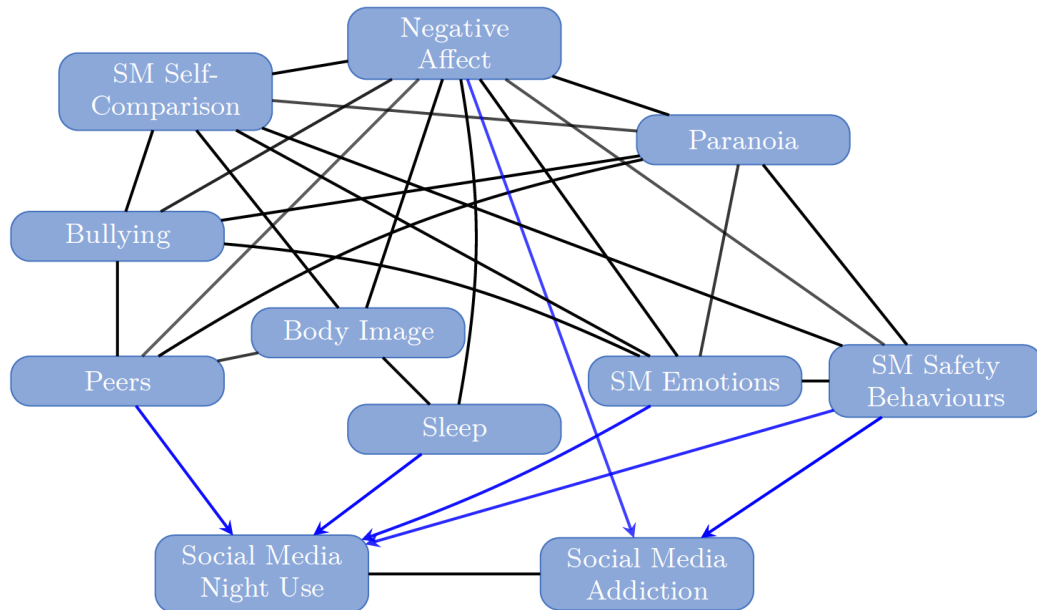 Negative
Affect
SM Self-
Comparison
Paranoia
Bullying
Body Image
Peers
SM Emotions
SM Safety
Behaviours
Sleep
Social Media
Night Use
Social Media
Addiction